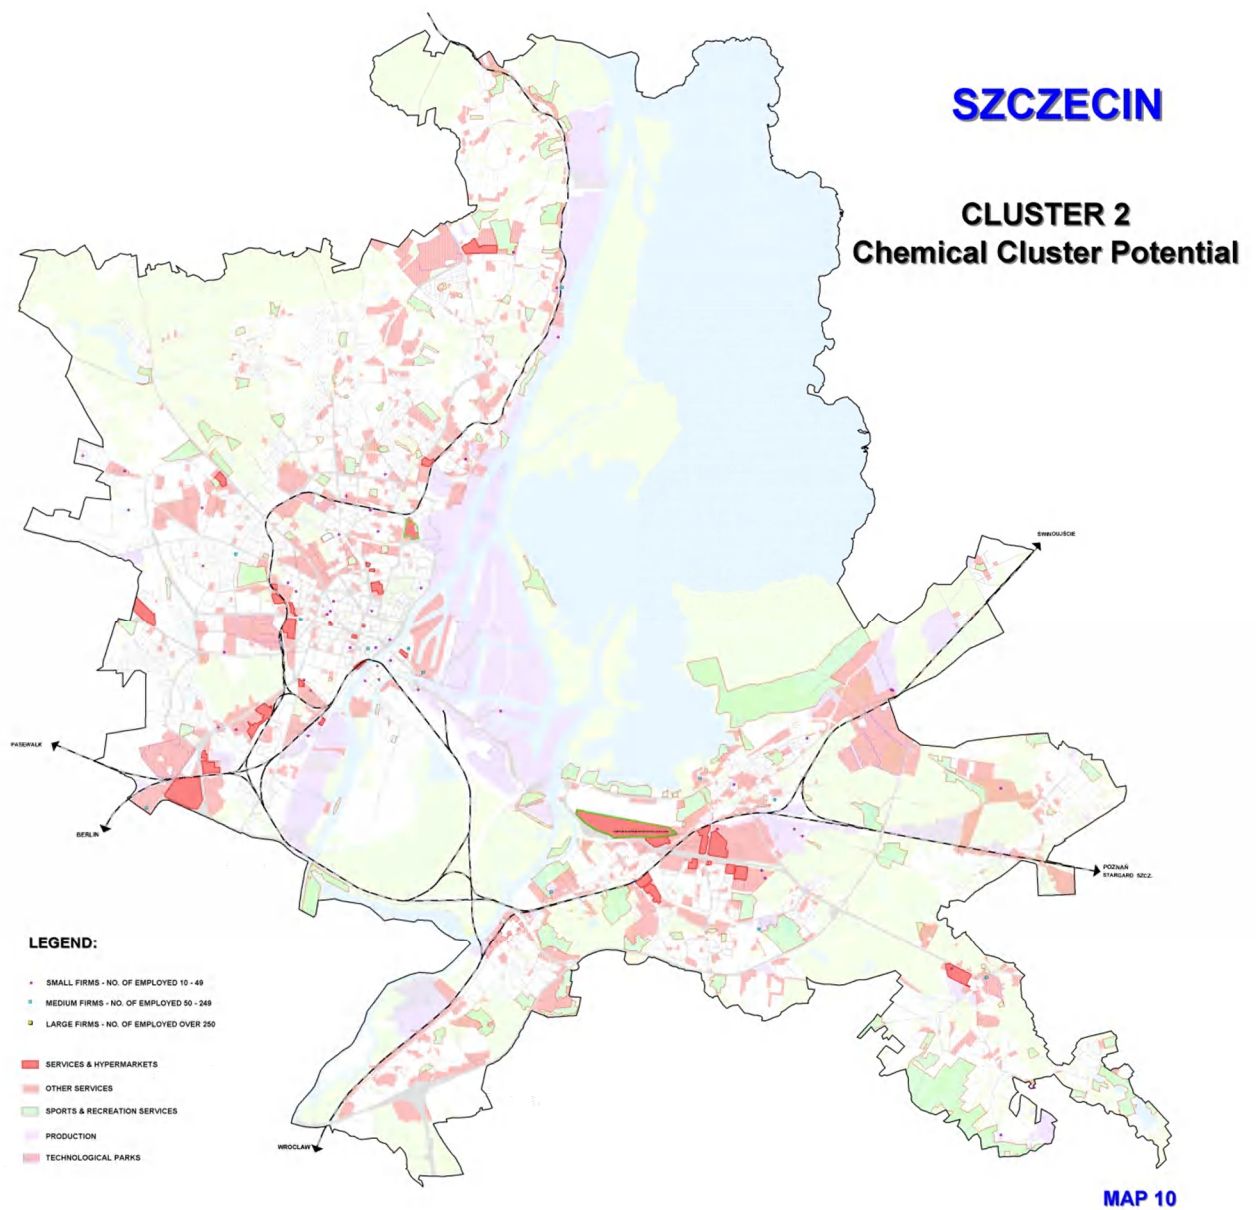 SZCZECIN
CLUSTER 2
Chemical Cluster Potential
ŚWINOUJŚCIE
PASEWALK
BERLIN
POZNAŃ
STARGARD SZCZ.
WROCŁAW
LEGEND:
SMALL FIRMS - NO. OF EMPLOYED 10 - 49
MEDIUM FIRMS - NO. OF EMPLOYED 50 - 249
LARGE FIRMS - NO. OF EMPLOYED OVER 250
SERVICES & HYPERMARKETS
OTHER SERVICES
SPORTS & RECREATION SERVICES
PRODUCTION
TECHNOLOGICAL PARKS
MAP 10